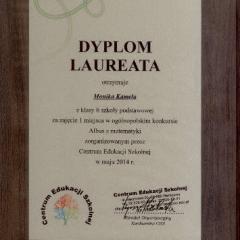 DYPLOM
LAUREATA
otrzymuje
Monika Kamela
z klasy 6 szkoły podstawowej
za zajęcie 1 miejsca w ogólnopolskim konkursie
Albus z matematyki
zorganizowanym przez
Centrum Edukacji Szkolnej
w maju 2014 r.
Centrum Edukacji Szkolnej
Centrum Edukacji Szkolnej